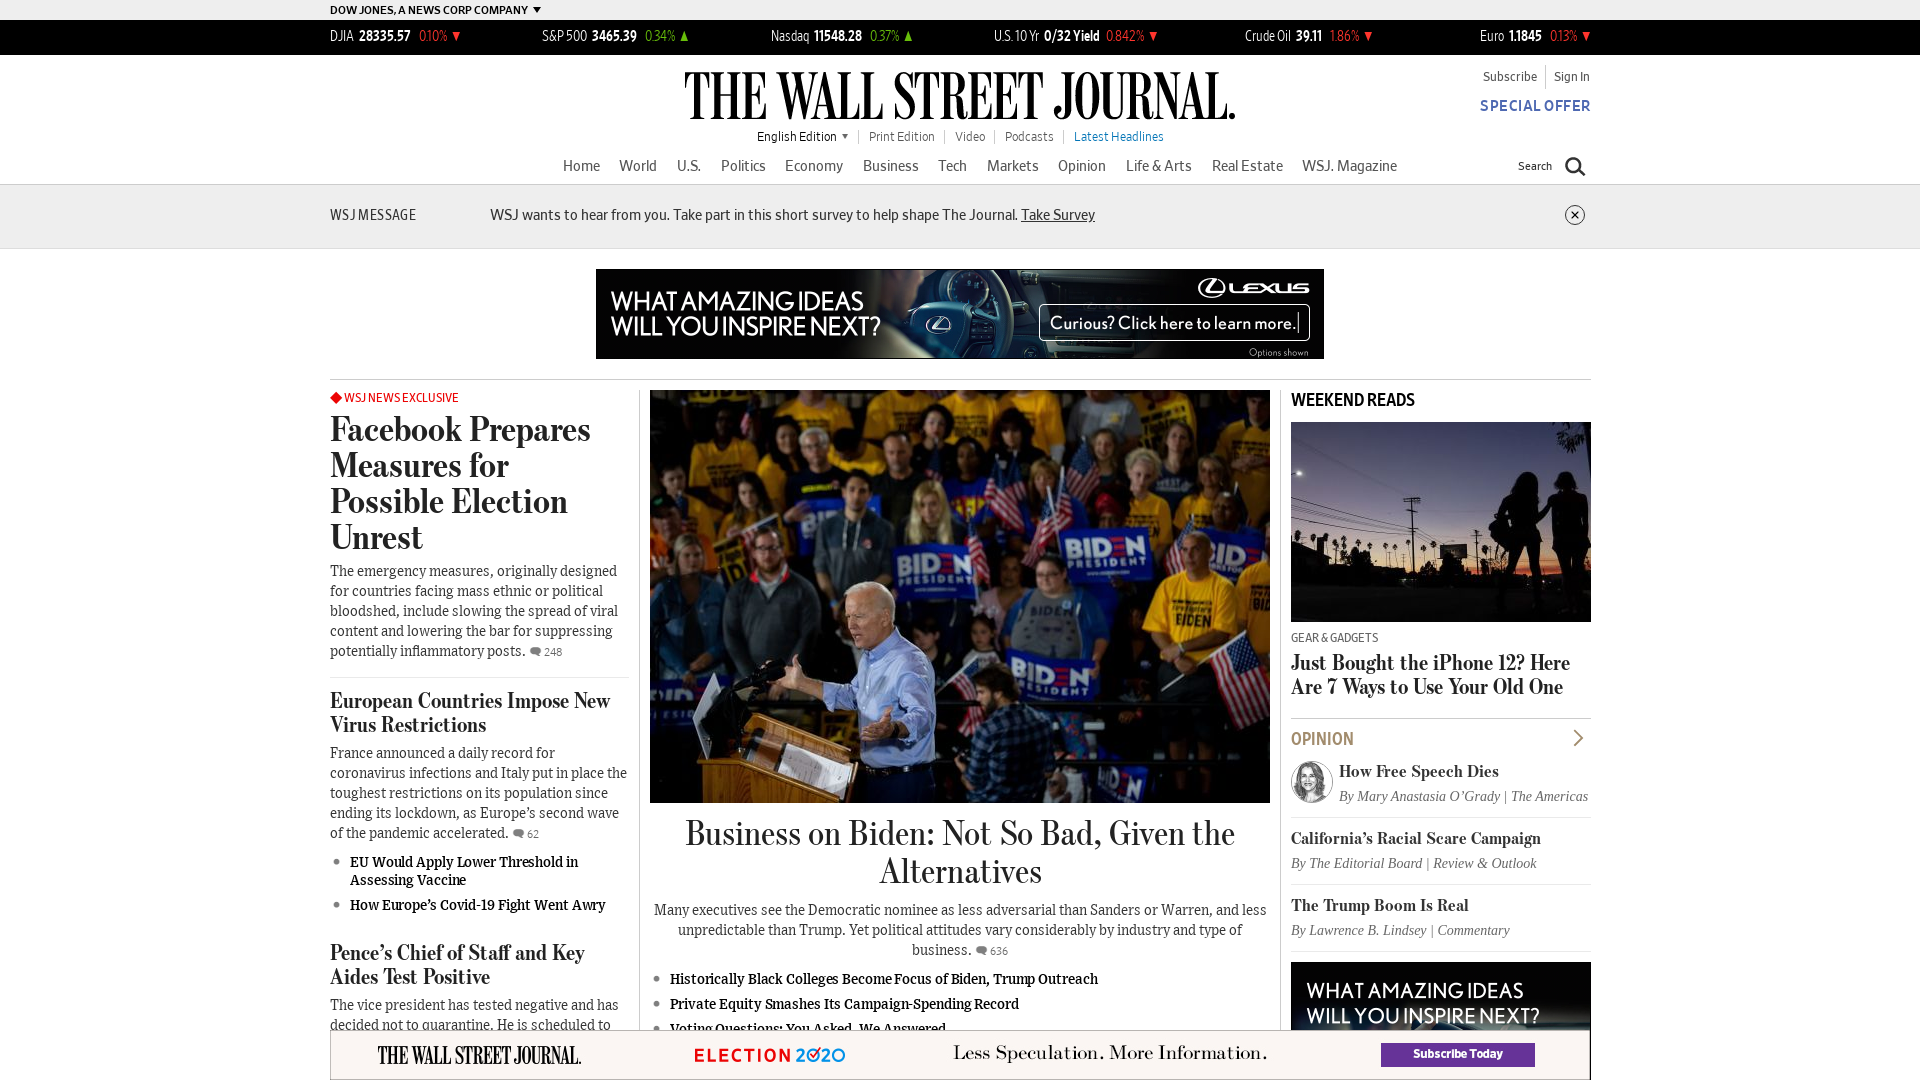 DOW JONES, A NEWS CORP COMPANY
DJIA 28335.57 0.10% S&P 500 3465.39 0.34% Nasdaq 11548.28 0.37% U.S. 10 Yr 0/32 Yield 0.842% Crude Oil 39.11 1.86% Euro 1.1845 0.13%
THE WALL STREET JOURNAL.
Subscribe Sign In
SPECIAL OFFER
English Edition Print Edition Video Podcasts Latest Headlines
Home World U.S. Politics Economy Business Tech Markets Opinion Life & Arts Real Estate WSJ. Magazine Search
WSJ MESSAGE WSJ wants to hear from you. Take part in this short survey to help shape The Journal. Take Survey
WHAT AMAZING IDEAS
WILL YOU INSPIRE NEXT?
LEXUS
Curious? Click here to learn more.
Options shown
WSJ NEWS EXCLUSIVE
Facebook Prepares
Measures for
Possible Election
Unrest
The emergency measures, originally designed
for countries facing mass ethnic or political
bloodshed, include slowing the spread of viral
content and lowering the bar for suppressing
potentially inflammatory posts. 248
European Countries Impose New
Virus Restrictions
France announced a daily record for
coronavirus infections and Italy put in place the
toughest restrictions on its population since
ending its lockdown, as Europe’s second wave
of the pandemic accelerated. 62
EU Would Apply Lower Threshold in
Assessing Vaccine
How Europe’s Covid-19 Fight Went Awry
Pence’s Chief of Staff and Key
Aides Test Positive
The vice president has tested negative and has
decided not to quarantine. He is scheduled to
BIDEN
PRESIDENT
BIDEN
PRESIDENT
BIDEN
BIDEN
BIDEN
PRESIDENT
Business on Biden: Not So Bad, Given the
Alternatives
Many executives see the Democratic nominee as less adversarial than Sanders or Warren, and less
unpredictable than Trump. Yet political attitudes vary considerably by industry and type of
business. 636
Historically Black Colleges Become Focus of Biden, Trump Outreach
Private Equity Smashes Its Campaign-Spending Record
Voting Questions: You Asked, We Answered
WEEKEND READS
GEAR & GADGETS
Just Bought the iPhone 12? Here
Are 7 Ways to Use Your Old One
OPINION
How Free Speech Dies
By Mary Anastasia O’Grady | The Americas
California’s Racial Scare Campaign
By The Editorial Board | Review & Outlook
The Trump Boom Is Real
By Lawrence B. Lindsey | Commentary
WHAT AMAZING IDEAS
WILL YOU INSPIRE NEXT?
THE WALL STREET JOURNAL.
ELECTION 2020
Less Speculation. More Information.
Subscribe Today